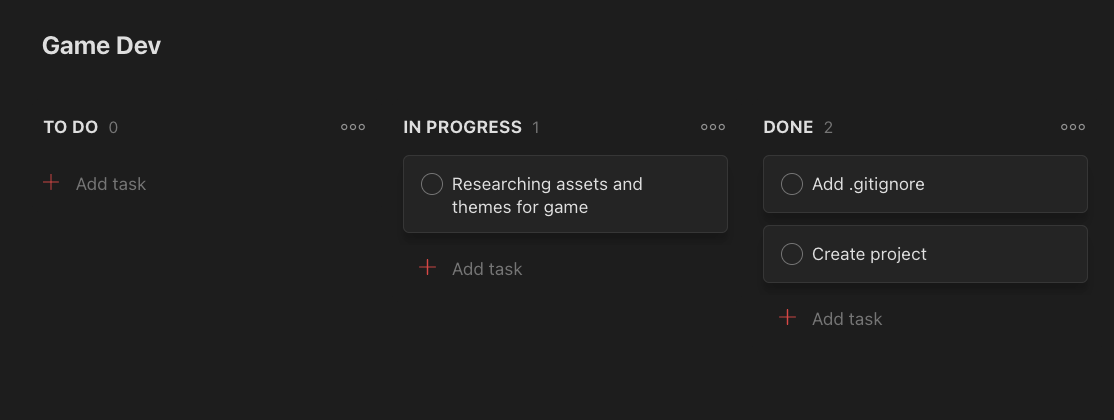 Game Dev
TO DO 0
Add task
IN PROGRESS 1
Researching assets and
themes for game
Add task
DONE 2
Add .gitignore
Create project
Add task